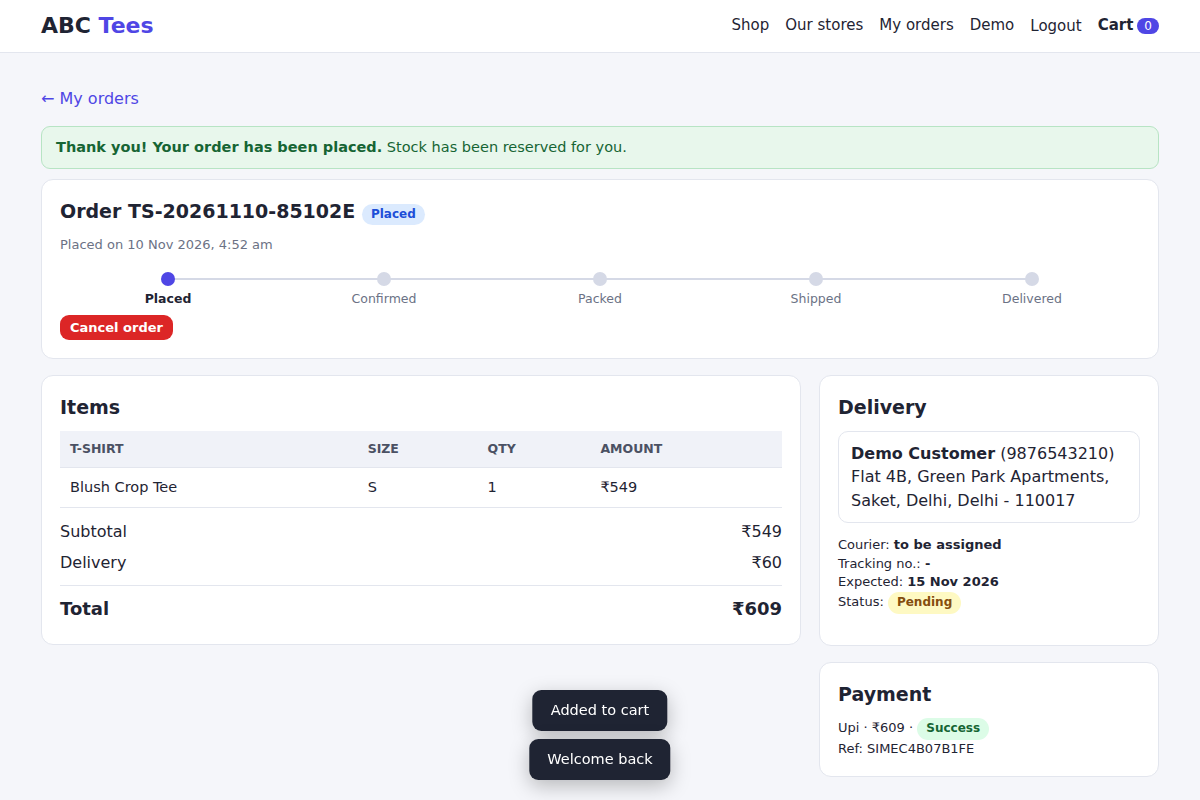 ABC Tees
Shop Our stores My orders Demo Logout Cart 0
← My orders
Thank you! Your order has been placed. Stock has been reserved for you.
Order TS-20261110-85102E Placed
Placed on 10 Nov 2026, 4:52 am
Placed Confirmed Packed Shipped Delivered
Cancel order
Items
T-SHIRT SIZE QTY AMOUNT
Blush Crop Tee S 1 ₹549
Subtotal ₹549
Delivery ₹60
Total ₹609
Delivery
Demo Customer (9876543210)
Flat 4B, Green Park Apartments,
Saket, Delhi, Delhi - 110017
Courier: to be assigned
Tracking no.: -
Expected: 15 Nov 2026
Status: Pending
Payment
Upi · ₹609 · Success
Ref: SIMEC4B07B1FE
Added to cart
Welcome back